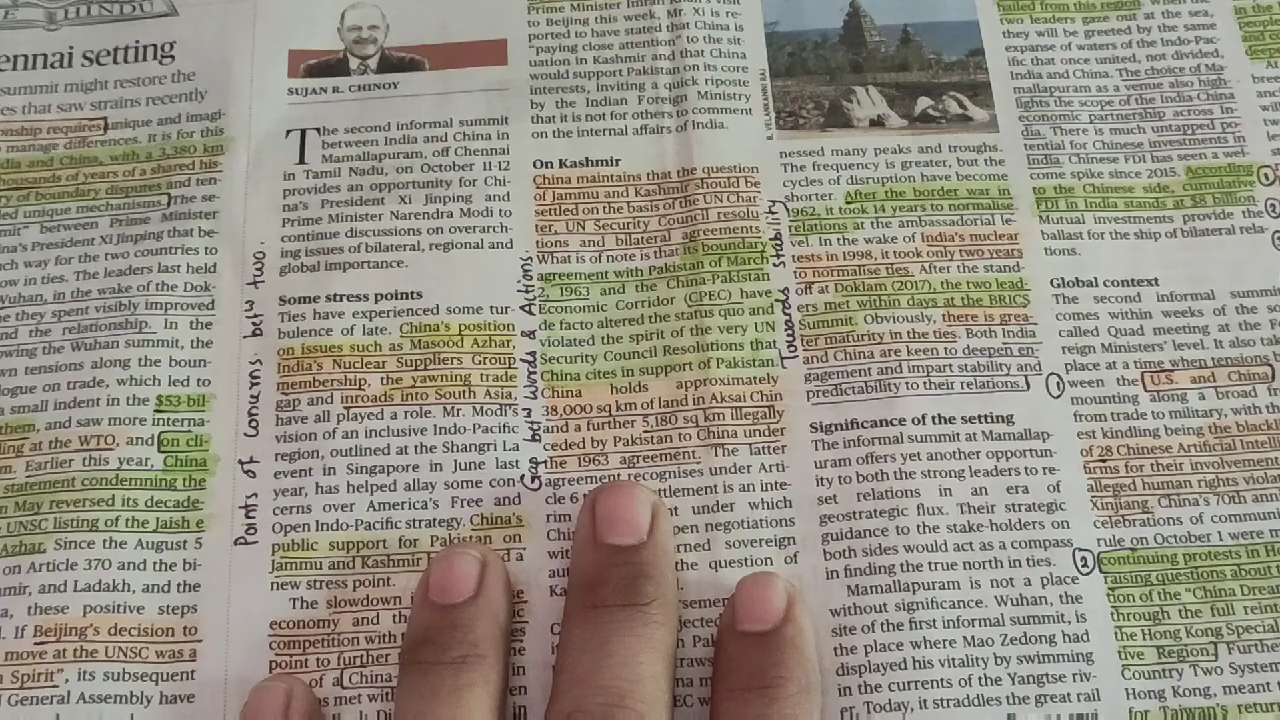 HINDU
ennai setting
summit might restore the
es that saw strains recently
onship requires unique and imagi-
manage differences. It is for this
dia and China, with a 3,380 km
housands of years of a shared his-
ry of boundary disputes and ten-
led unique mechanisms. The se-
mit" between Prime Minister
ina's President Xi Jinping that be-
ch way for the two countries to
ow in ties. The leaders last held
Wuhan, in the wake of the Dok-
e they spent visibly improved
nd the relationship. In the
owing the Wuhan summit, the
wn tensions along the boun-
logue on trade, which led to
a small indent in the $53-bil-
them, and saw more interna-
ling at the WTO, and on cli-
m. Earlier this year, China
statement condemning the
n May reversed its decade-
UNSC listing of the Jaish e
Azhar. Since the August 5
on Article 370 and the bi-
mir, and Ladakh, and the
a, these positive steps
. If Beijing's decision to
move at the UNSC was a
n Spirit", its subsequent
General Assembly have
Points of Concerns betw two.
SUJAN R. CHINOY
The second informal summit
between India and China in
Mamallapuram, off Chennai
in Tamil Nadu, on October 11-12
provides an opportunity for Chi-
na's President Xi Jinping and
Prime Minister Narendra Modi to
continue discussions on overarch-
ing issues of bilateral, regional and
global importance.
Some stress points
Ties have experienced some tur-
bulence of late. China's position
on issues such as Masood Azhar,
India's Nuclear Suppliers Group
membership, the yawning trade
gap and inroads into South Asia,
have all played a role. Mr. Modi's
vision of an inclusive Indo-Pacific
region, outlined at the Shangri La
event in Singapore in June last
year, has helped allay some con-
cerns over America's Free and
Open Indo-Pacific strategy. China's
public support for Pakistan on
Jammu and Kashmir a
new stress point.
The slowdown
economy and th
competition with
point to further
of a China-
s met with
Gap betw Words & Actions.
Prime Minister Imran Khan's visit
to Beijing this week, Mr. Xi is re-
ported to have stated that China is
"paying close attention" to the sit-
uation in Kashmir and that China
would support Pakistan on its core
interests, inviting a quick riposte
by the Indian Foreign Ministry
that it is not for others to comment
on the internal affairs of India.
On Kashmir
China maintains that the question
of Jammu and Kashmir should be
settled on the basis of the UN Char-
ter, UN Security Council resolu-
tions and bilateral agreements.
What is of note is that its boundary
agreement with Pakistan of March
2, 1963 and the China-Pakistan
Economic Corridor (CPEC) have
de facto altered the status quo and
violated the spirit of the very UN
Security Council Resolutions that
China cites in support of Pakistan.
China holds approximately
38,000 sq km of land in Aksai Chin
and a further 5,180 sq km illegally
ceded by Pakistan to China under
the 1963 agreement. The latter
agreement recognises under Arti-
cle 6 ttlement is an inte-
rim t under which
Chi pen negotiations
wit rned sovereign
aut the question of
Ka
Towards Stability
B. VELANKANNI RAJ
nessed many peaks and troughs.
The frequency is greater, but the
cycles of disruption have become
shorter. After the border war in
1962, it took 14 years to normalise
relations at the ambassadorial le-
vel. In the wake of India's nuclear
tests in 1998, it took only two years
to normalise ties. After the stand-
off at Doklam (2017), the two lead-
ers met within days at the BRICS
Summit. Obviously, there is grea-
ter maturity in the ties. Both India
and China are keen to deepen en-
gagement and impart stability and
predictability to their relations.
Significance of the setting
The informal summit at Mamallap-
uram offers yet another opportun-
ity to both the strong leaders to re-
set relations in an era of
geostrategic flux. Their strategic
guidance to the stake-holders on
both sides would act as a compass
in finding the true north in ties.
Mamallapuram is not a place
without significance. Wuhan, the
site of the first informal summit, is
the place where Mao Zedong had
displayed his vitality by swimming
in the currents of the Yangtse riv-
er. Today, it straddles the great rail
hailed from this region. When the
two leaders gaze out at the sea,
they will be greeted by the same
expanse of waters of the Indo-Pac-
ific that once united, not divided,
India and China. The choice of Ma-
mallapuram as a venue also high-
lights the scope of the India-China
economic partnership across In-
dia. There is much untapped po-
tential for Chinese investments in
India. Chinese FDI has seen a wel-
come spike since 2015. According
to the Chinese side, cumulative
FDI in India stands at $8 billion.
Mutual investments provide the
ballast for the ship of bilateral rela-
tions.
Global context
The second informal summi
comes within weeks of the so
called Quad meeting at the F
reign Ministers' level. It also tak
place at a time when tensions b
① ween the U.S. and China
mounting along a broad fr
from trade to military, with th
est kindling being the blackl
of 28 Chinese Artificial Intelli
firms for their involvement
alleged human rights viola
Xinjiang. China's 70th ann
celebrations of communi
rule on October 1 were m
② continuing protests in H
raising questions about
tion of the "China Drea
through the full reint
the Hong Kong Special
tive Region. Further
Country Two System
Hong Kong, meant
for Taiwan's return
①
②